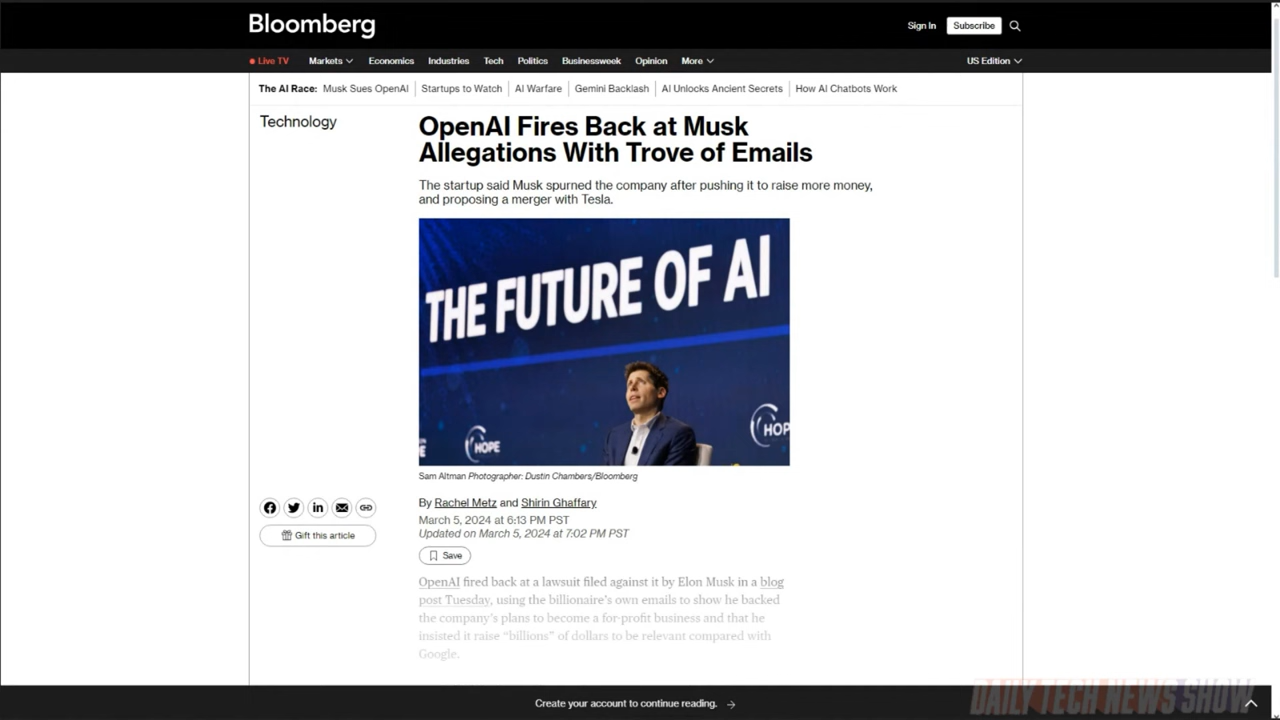 Bloomberg
Sign In
Subscribe
Live TV
Markets
Economics
Industries
Tech
Politics
Businessweek
Opinion
More
US Edition
The AI Race:
Musk Sues OpenAI
Startups to Watch
AI Warfare
Gemini Backlash
AI Unlocks Ancient Secrets
How AI Chatbots Work
Technology
OpenAI Fires Back at Musk
Allegations With Trove of Emails
The startup said Musk spurned the company after pushing it to raise more money,
and proposing a merger with Tesla.
THE FUTURE OF AI
HOPE
HOP
Sam Altman Photographer: Dustin Chambers/Bloomberg
By Rachel Metz and Shirin Ghaffary
March 5, 2024 at 6:13 PM PST
Updated on March 5, 2024 at 7:02 PM PST
Gift this article
Save
OpenAI fired back at a lawsuit filed against it by Elon Musk in a blog
post Tuesday, using the billionaire's own emails to show he backed
the company's plans to become a for-profit business and that he
insisted it raise “billions” of dollars to be relevant compared with
Google.
Create your account to continue reading.
DAILY TECH NEWS SHOW